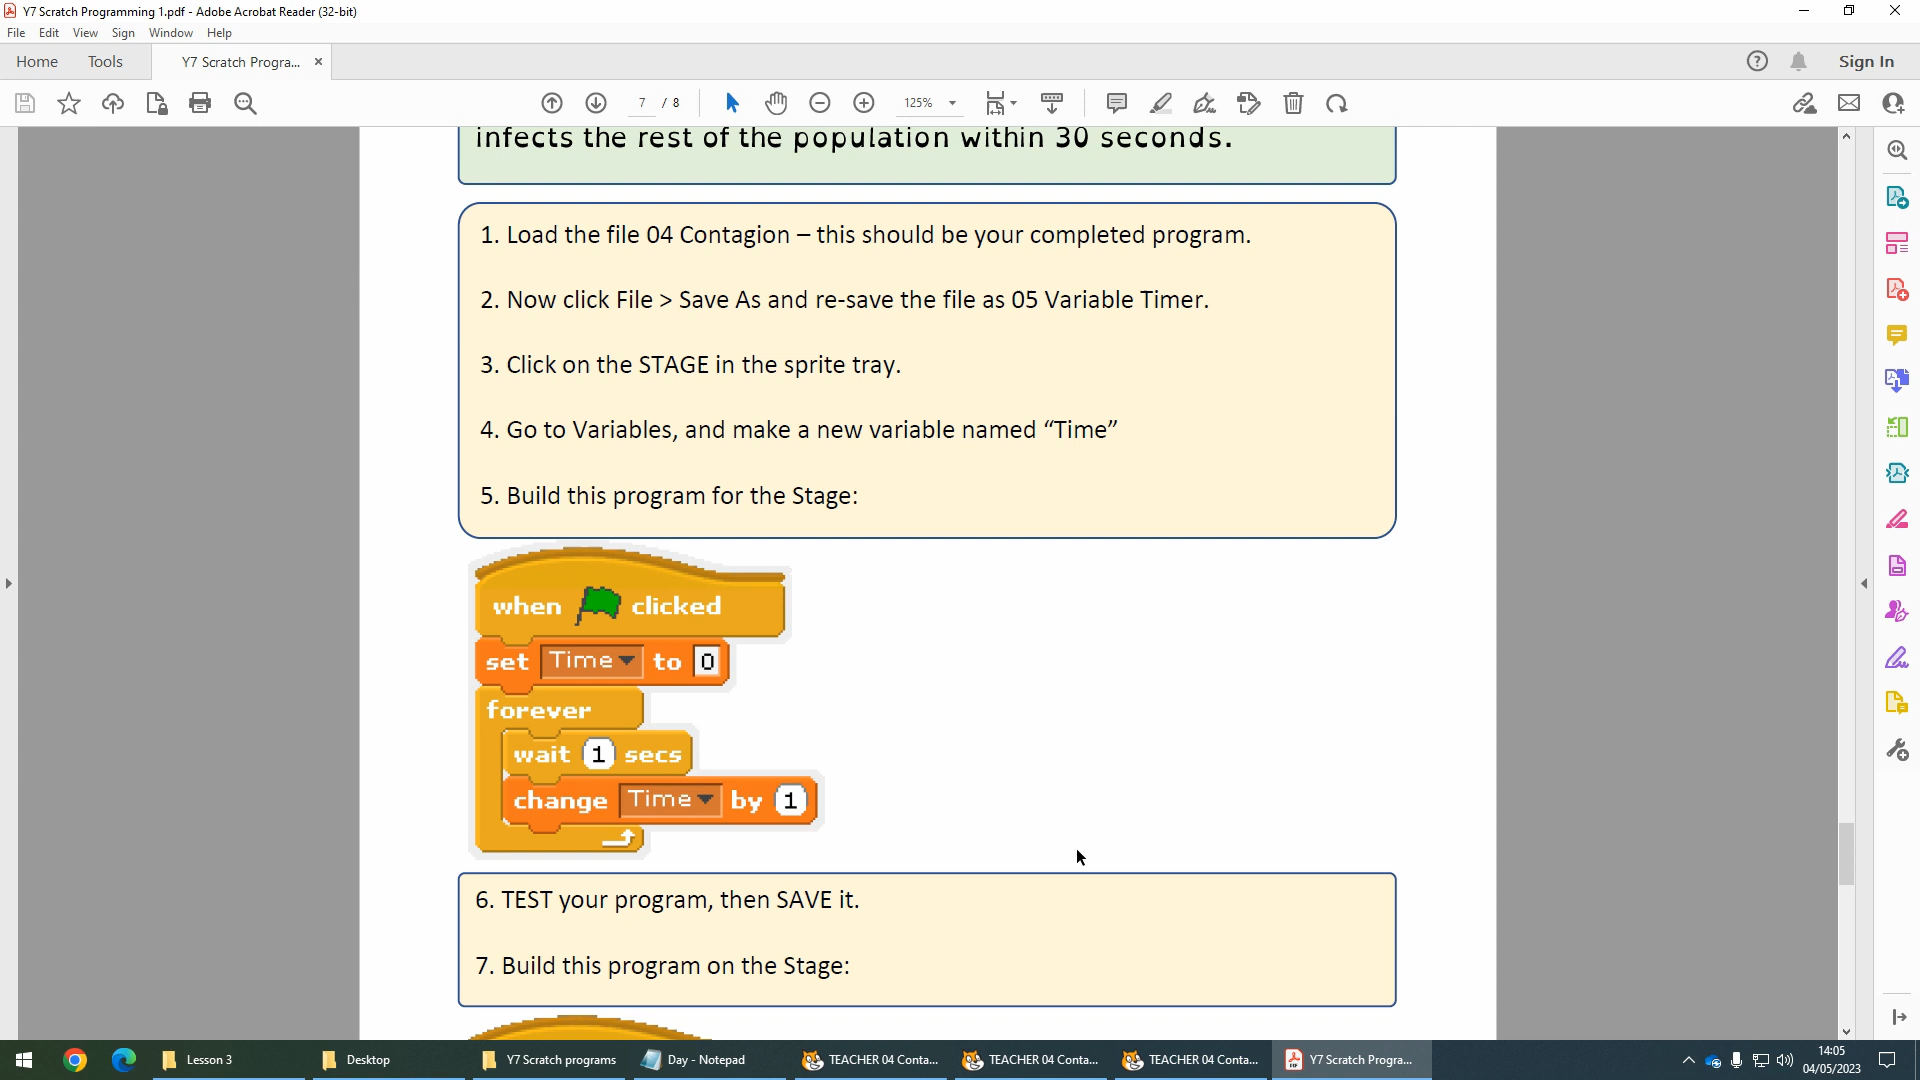 Y7 Scratch Programming 1.pdf - Adobe Acrobat Reader (32-bit)
File Edit View Sign Window Help
Home Tools Y7 Scratch Progra... × Sign In
7 / 8 125%
infects the rest of the population within 30 seconds.
1. Load the file 04 Contagion – this should be your completed program.
2. Now click File > Save As and re-save the file as 05 Variable Timer.
3. Click on the STAGE in the sprite tray.
4. Go to Variables, and make a new variable named “Time”
5. Build this program for the Stage:
when clicked
set Time to 0
forever
wait 1 secs
change Time by 1
6. TEST your program, then SAVE it.
7. Build this program on the Stage:
Lesson 3 Desktop Y7 Scratch programs Day - Notepad TEACHER 04 Conta... TEACHER 04 Conta... TEACHER 04 Conta... Y7 Scratch Progra... 14:05
04/05/2023